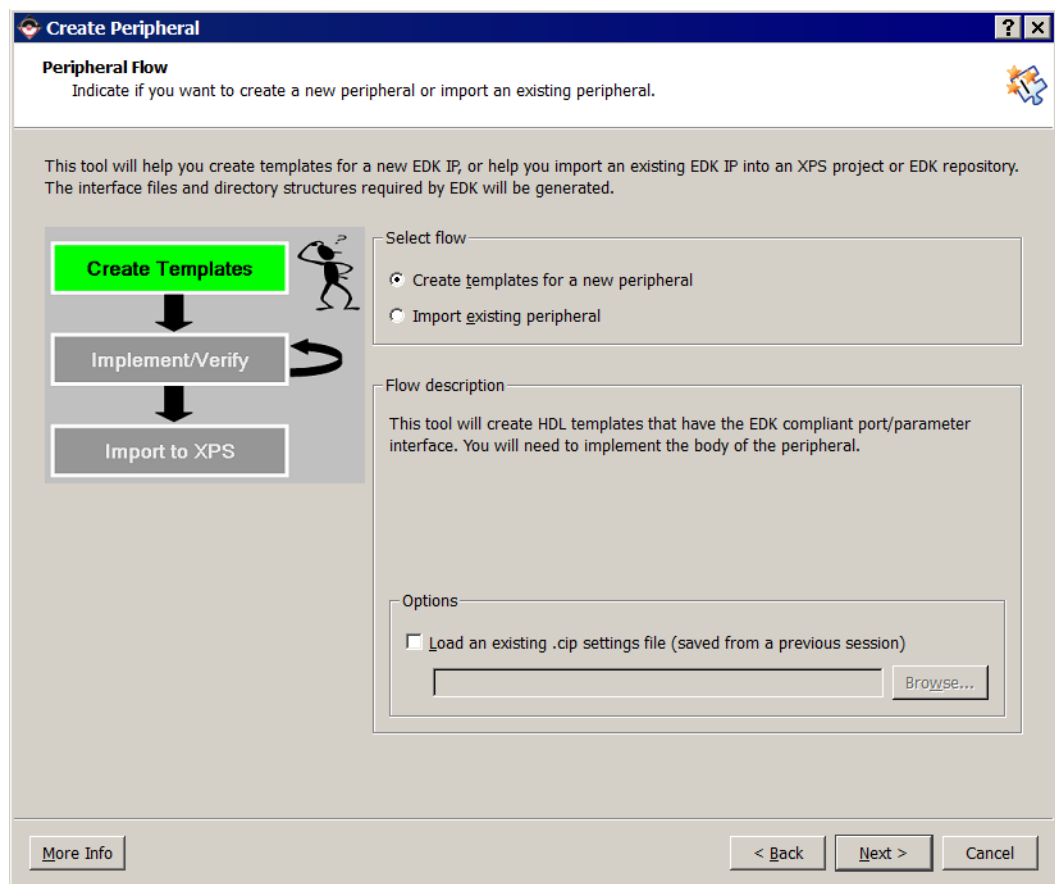 Create Peripheral
Peripheral Flow
Indicate if you want to create a new peripheral or import an existing peripheral.
This tool will help you create templates for a new EDK IP, or help you import an existing EDK IP into an XPS project or EDK repository.
The interface files and directory structures required by EDK will be generated.
Create Templates
?
Implement/Verify
Import to XPS
Select flow
Create templates for a new peripheral
Import existing peripheral
Flow description
This tool will create HDL templates that have the EDK compliant port/parameter
interface. You will need to implement the body of the peripheral.
Options
Load an existing .cip settings file (saved from a previous session)
Browse...
More Info
< Back
Next >
Cancel